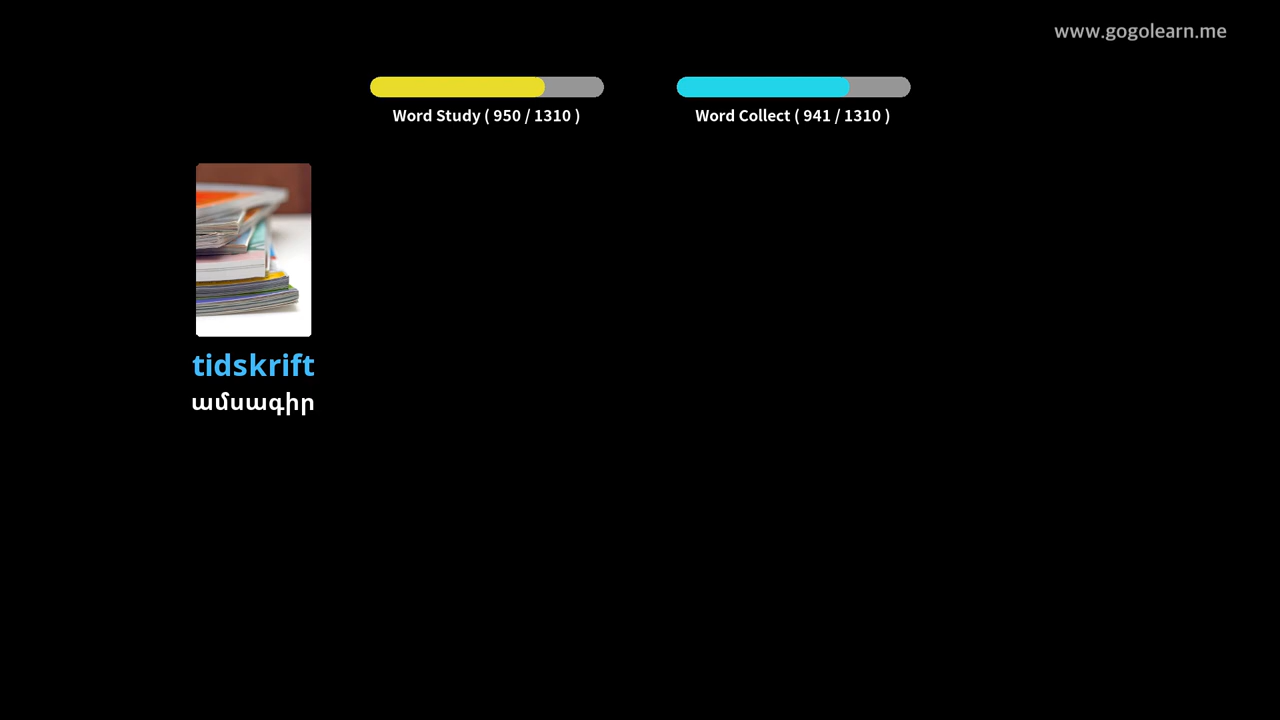 www.gogolearn.me
Word Study ( 950 / 1310 )
Word Collect ( 941 / 1310 )
tidskrift
ամսագիր